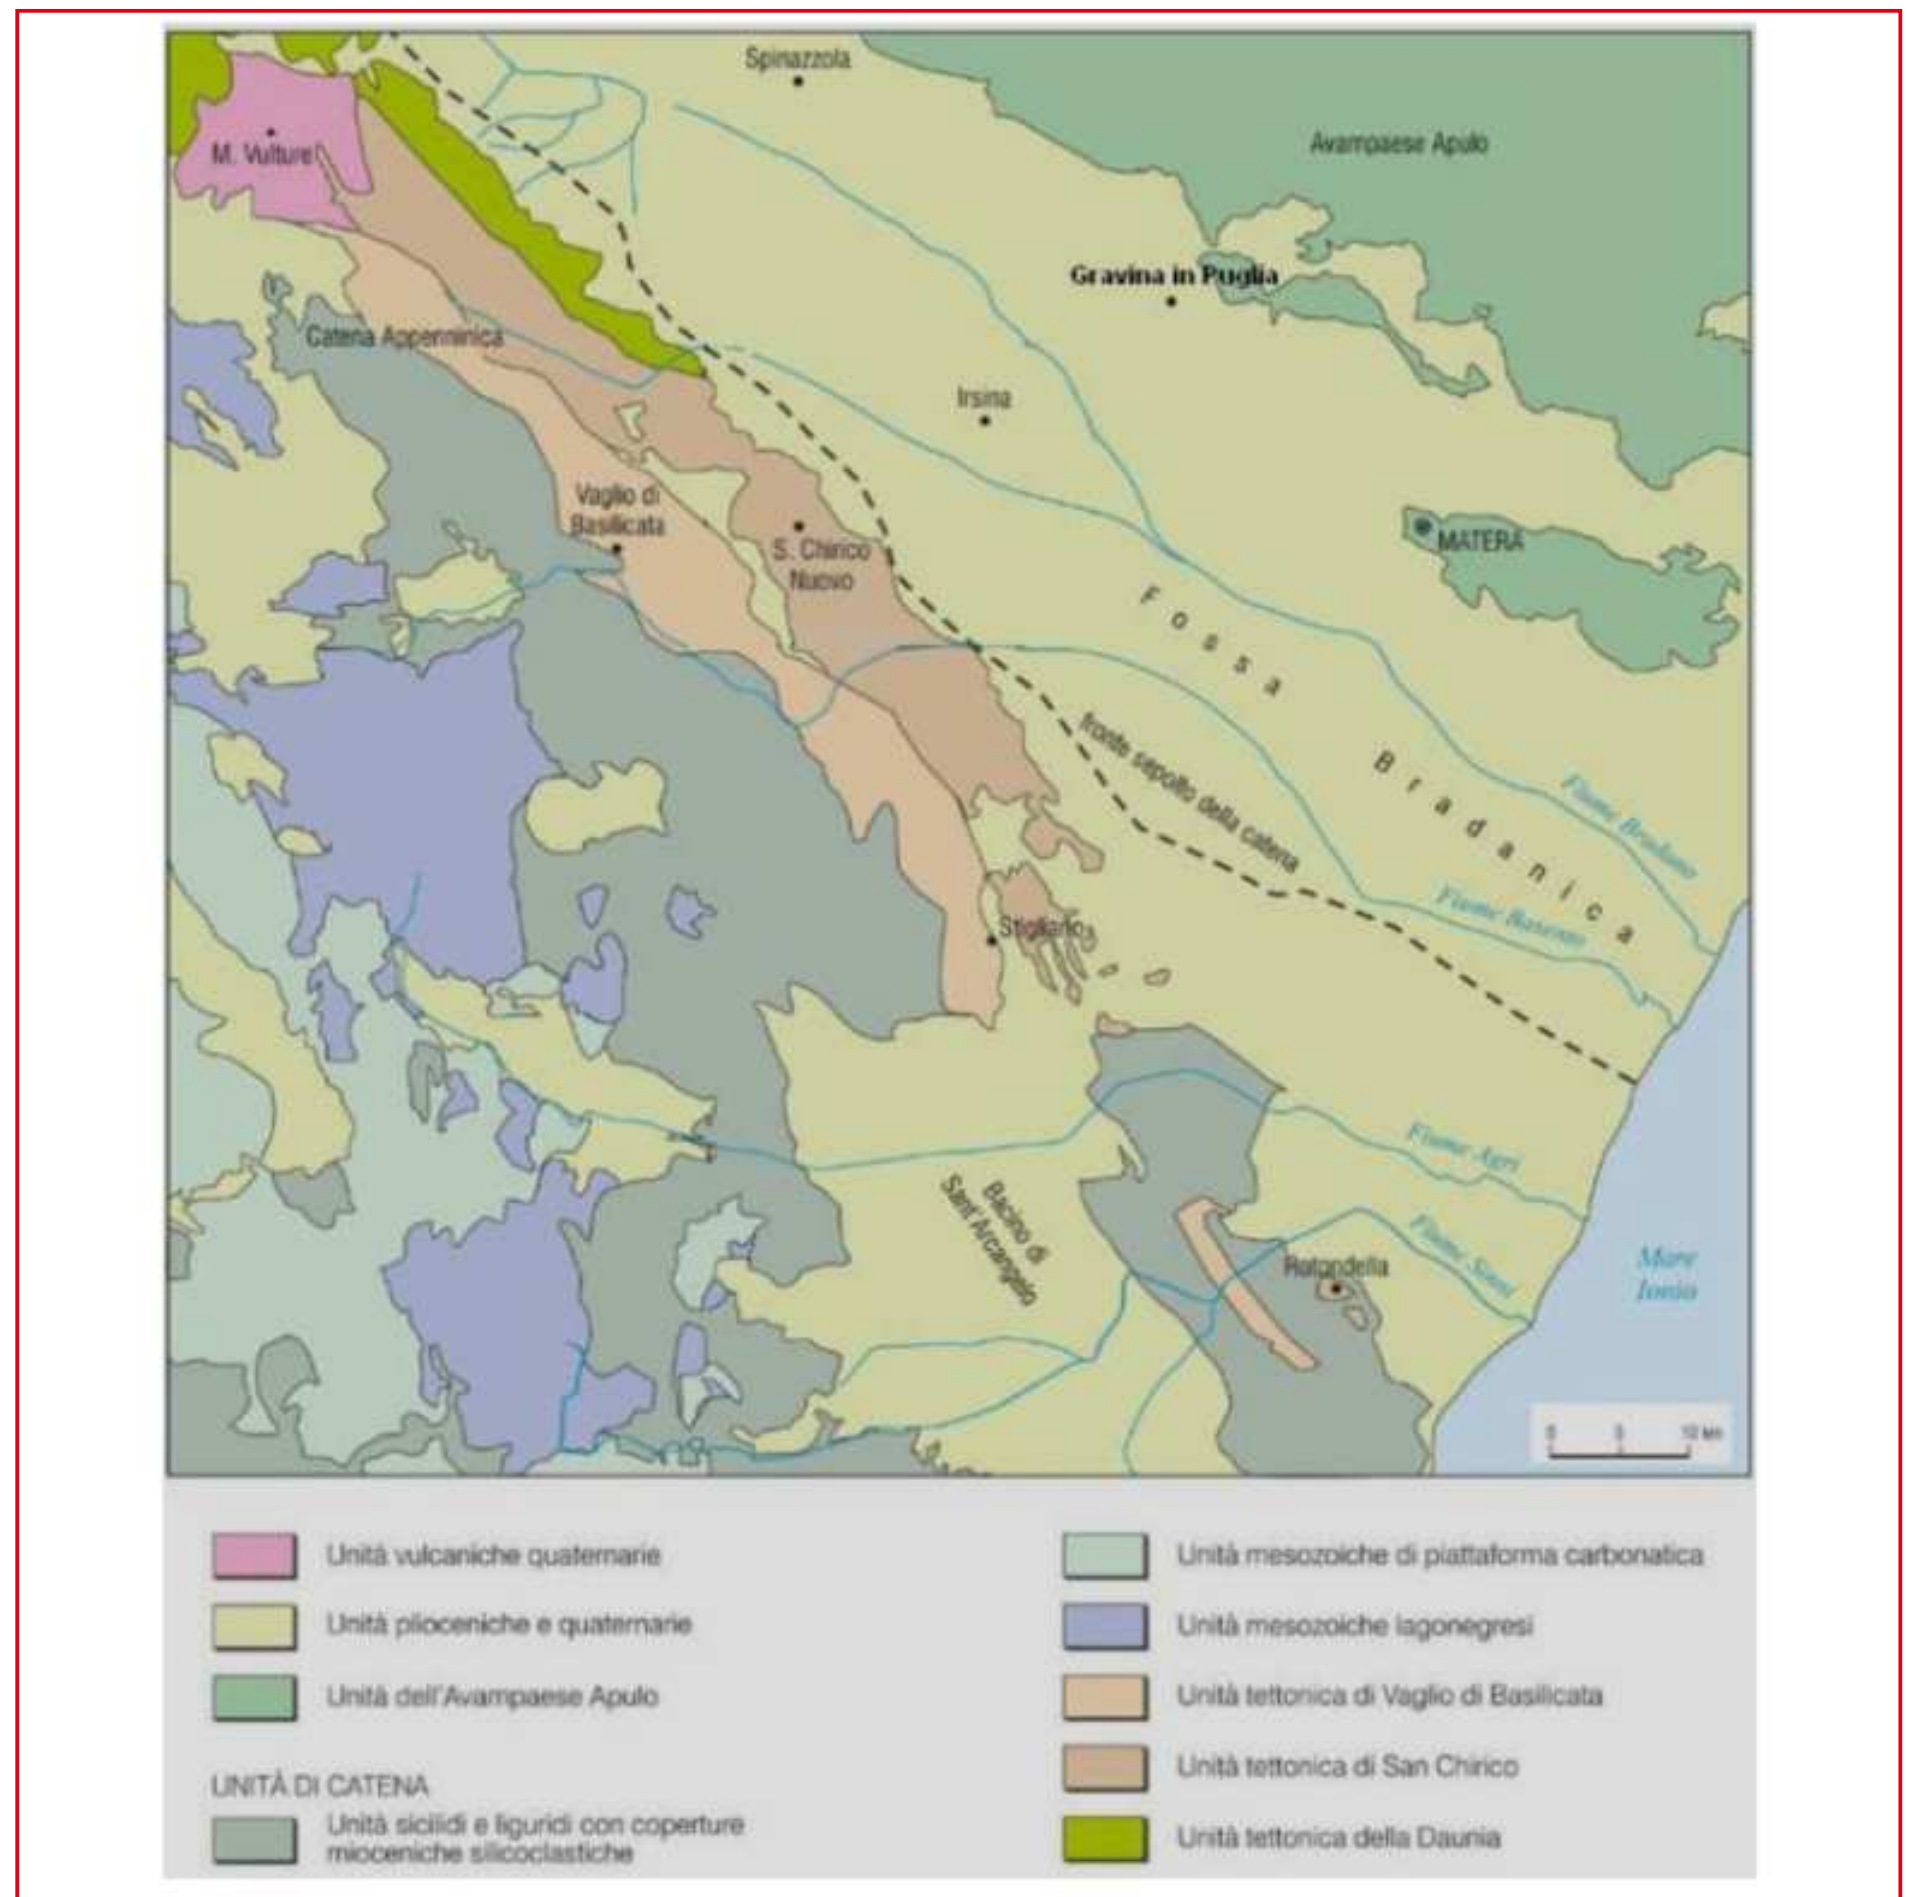 Spinazzola
Avampaese Apulo
M. Vulture
Gravina in Puglia
Catena Appenninica
Irsina
Vaglio di
Basilicata
S. Chirico
Nuovo
MATERA
Fossa
Bradanica
fronte sepolto della catena
Fiume Bradano
Fiume Basento
Stigliano
Fiume Agri
Bacino di
Sant'Arcangelo
Fiume Sinni
Rotondella
Mare
Ionio
0 10 km
Unità vulcaniche quaternarie
Unità plioceniche e quaternarie
Unità dell'Avampaese Apulo
UNITÀ DI CATENA
Unità sicilidi e liguridi con coperture
mioceniche silicoclastiche
Unità mesozoiche di piattaforma carbonatica
Unità mesozoiche lagonegresi
Unità tettonica di Vaglio di Basilicata
Unità tettonica di San Chirico
Unità tettonica della Daunia